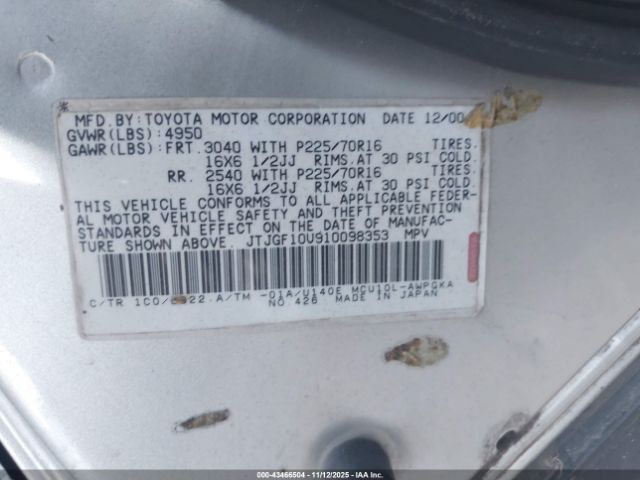 MFD. BY: TOYOTA MOTOR CORPORATION DATE 12/00
GVWR(LBS): 4950
GAWR(LBS): FRT. 3040 WITH P225/70R16 TIRES,
16X6 1/2JJ RIMS, AT 30 PSI COLD.
RR. 2540 WITH P225/70R16 TIRES,
16X6 1/2JJ RIMS, AT 30 PSI COLD.
THIS VEHICLE CONFORMS TO ALL APPLICABLE FEDER-
AL MOTOR VEHICLE SAFETY AND THEFT PREVENTION
STANDARDS IN EFFECT ON THE DATE OF MANUFAC-
TURE SHOWN ABOVE. JTJGF10U910098353 MPV
C/TR 1C0/ A/TM -01A/U140E MCU10L-AWPGKA
NO.426 MADE IN JAPAN
00-43466504 - 11/12/2025 - IAA Inc.